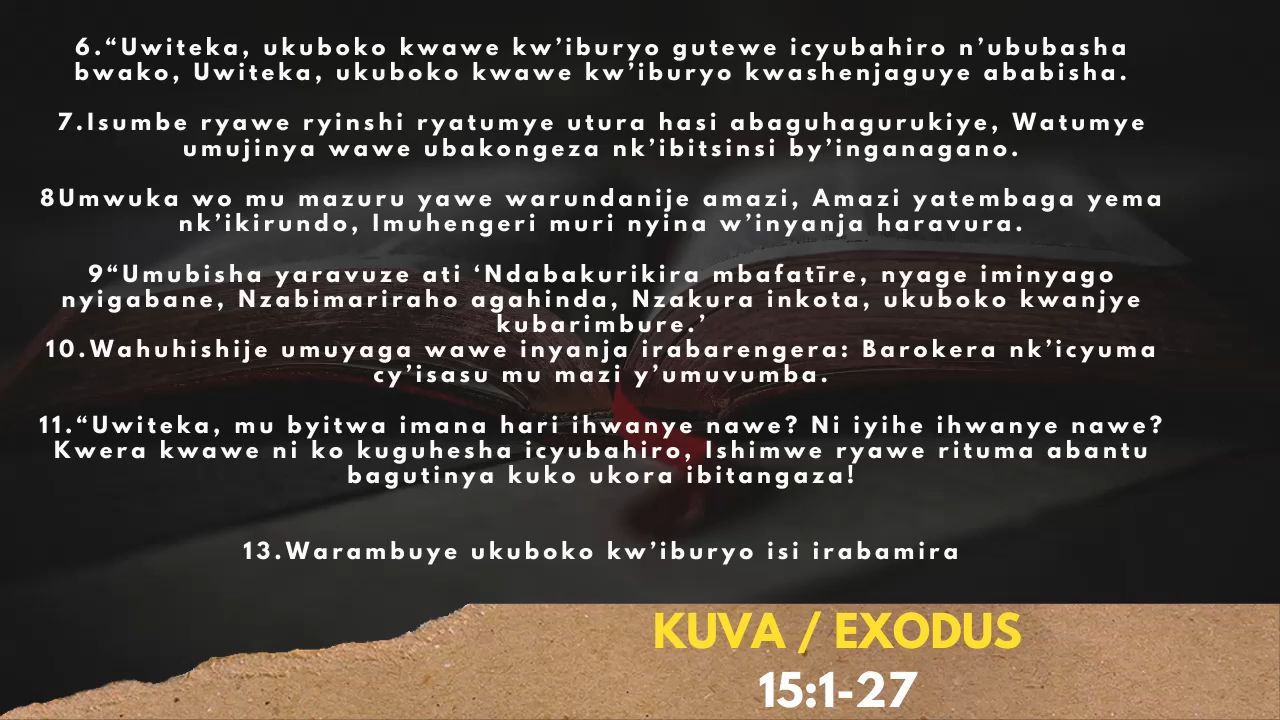 6.“Uwiteka, ukuboko kwawe kw’iburyo gutewe icyubahiro n’ububasha
bwako, Uwiteka, ukuboko kwawe kw’iburyo kwashenjaguye ababisha.
7.Isumbe ryawe ryinshi ryatumye utura hasi abaguhagurukiye, Watumye
umujinya wawe ubakongeza nk’ibitsinsi by’inganagano.
8Umwuka wo mu mazuru yawe warundanije amazi, Amazi yatembaga yema
nk’ikirundo, Imuhengeri muri nyina w’inyanja haravura.
9“Umubisha yaravuze ati ‘Ndabakurikira mbafatīre, nyage iminyago
nyigabane, Nzabimariraho agahinda, Nzakura inkota, ukuboko kwanjye
kubarimbure.’
10.Wahuhishije umuyaga wawe inyanja irabarengera: Barokera nk’icyuma
cy’isasu mu mazi y’umuvumba.
11.“Uwiteka, mu byitwa imana hari ihwanye nawe? Ni iyihe ihwanye nawe?
Kwera kwawe ni ko kuguhesha icyubahiro, Ishimwe ryawe rituma abantu
bagutinya kuko ukora ibitangaza!
13.Warambuye ukuboko kw’iburyo isi irabamira
KUVA / EXODUS
15:1-27